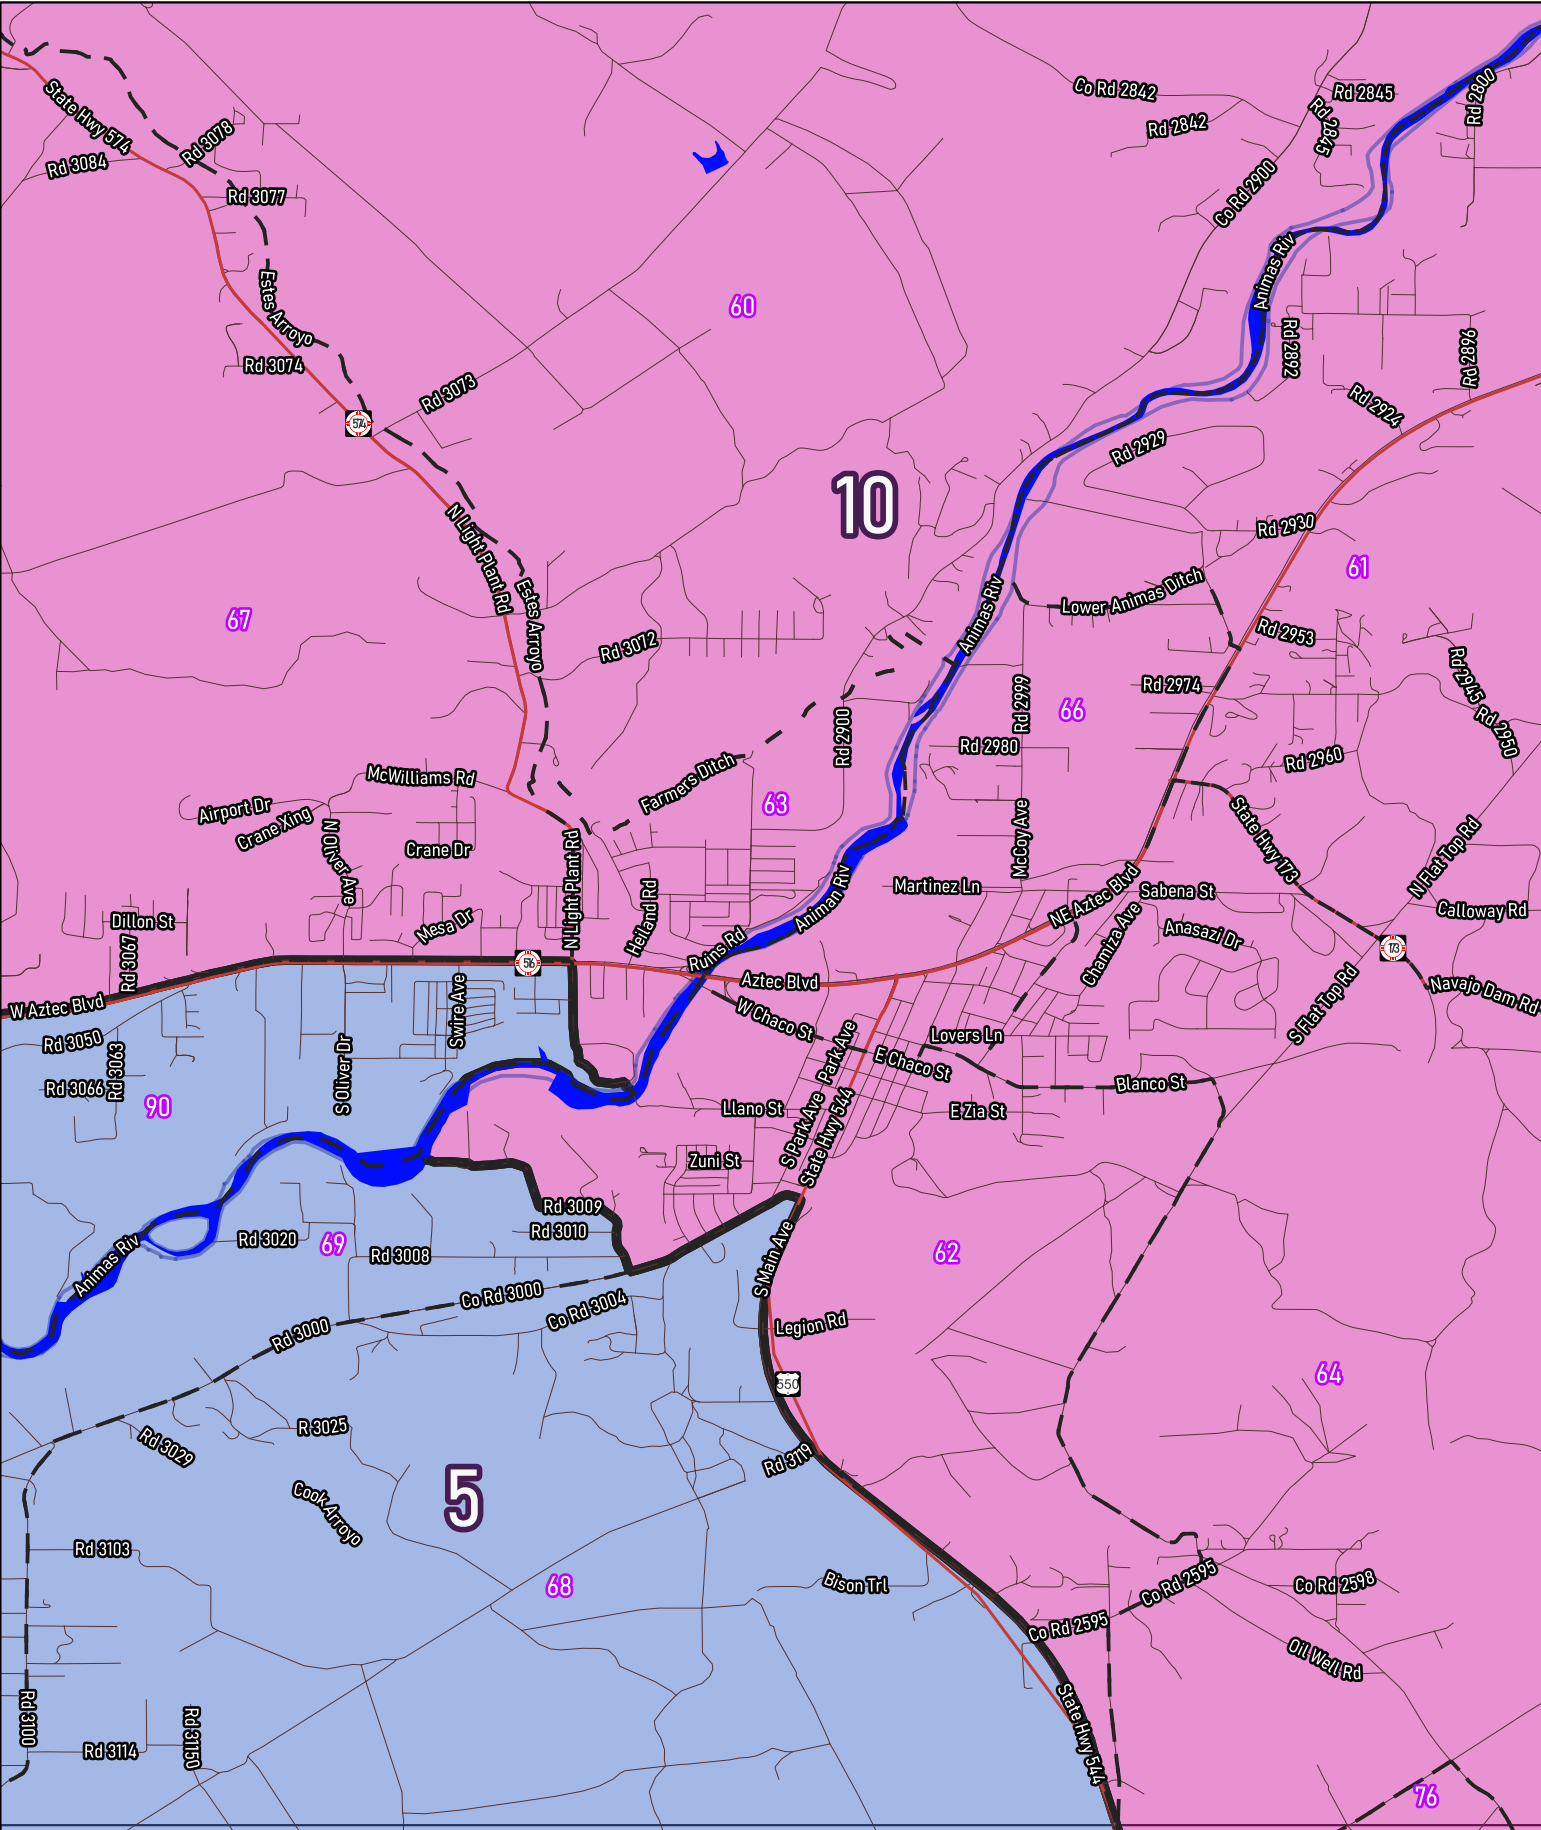 Co Rd 2842
Rd 2845
Rd 2800
State Hwy 574
Rd 3078
Rd 2842
Rd 2845
Rd 3084
Rd 3077
Co Rd 2900
Animas Riv
Estes Arroyo
60
Rd 2892
Rd 2896
Rd 3074
Rd 3073
574
Rd 2924
Rd 2929
10
N Light Plant Rd
Rd 2930
61
Lower Animas Ditch
Estes Arroyo
Animas Riv
67
Rd 3072
Rd 2953
Rd 2945
Rd 2974
Rd 2999
66
Rd 2950
Rd 2900
Rd 2980
Rd 2960
McWilliams Rd
Farmers Ditch
63
Airport Dr
Crane Xing
N Oliver Ave
Crane Dr
N Light Plant Rd
McCoy Ave
State Hwy 173
N Flat Top Rd
Martinez Ln
NE Aztec Blvd
Sabena St
Animan Riv
Dillon St
Mesa Dr
Heiland Rd
Calloway Rd
Rd 3067
Chamiza Ave
Anasazi Dr
Ruins Rd
516
173
W Aztec Blvd
Aztec Blvd
Navajo Dam Rd
Swire Ave
W Chaco St
S Flat Top Rd
Rd 3050
Rd 3063
Park Ave
Lovers Ln
E Chaco St
Rd 3066
S Oliver Dr
Blanco St
90
Llano St
S Park Ave
State Hwy 544
E Zia St
Zuni St
Rd 3009
Rd 3010
Rd 3020
69
Rd 3008
S Main Ave
62
Animas Riv
Co Rd 3000
Co Rd 3004
Rd 3000
Legion Rd
64
550
R 3025
Rd 3029
Rd 3119
5
Cook Arroyo
Rd 3103
68
Bison Trl
Co Rd 2595
Co Rd 2598
Co Rd 2595
Oil Well Rd
Rd 3100
Rd 31150
State Hwy 544
Rd 3114
76